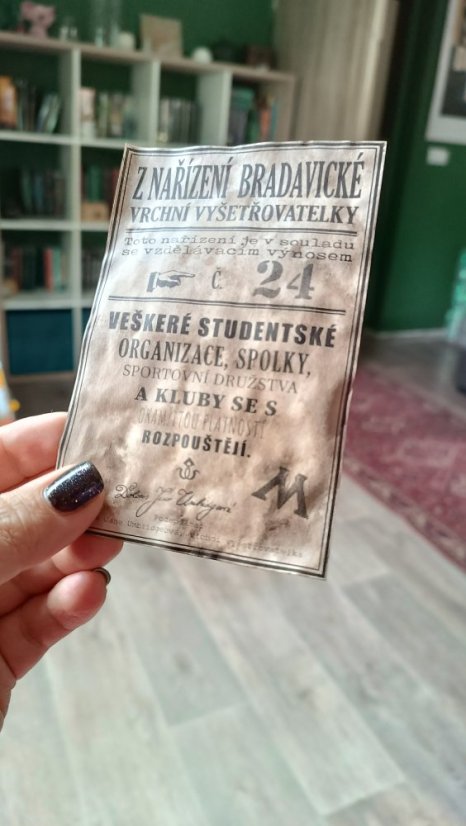 Z NAŘÍZENÍ BRADAVICKÉ
VRCHNÍ VYŠETŘOVATELKY
Toto nařízení je v souladu
se vzdělávacím výnosem
Č. 24
VEŠKERÉ STUDENTSKÉ
ORGANIZACE, SPOLKY,
SPORTOVNÍ DRUŽSTVA
A KLUBY SE S
OKAMŽITOU PLATNOSTÍ
ROZPOUŠTĚJÍ.
M